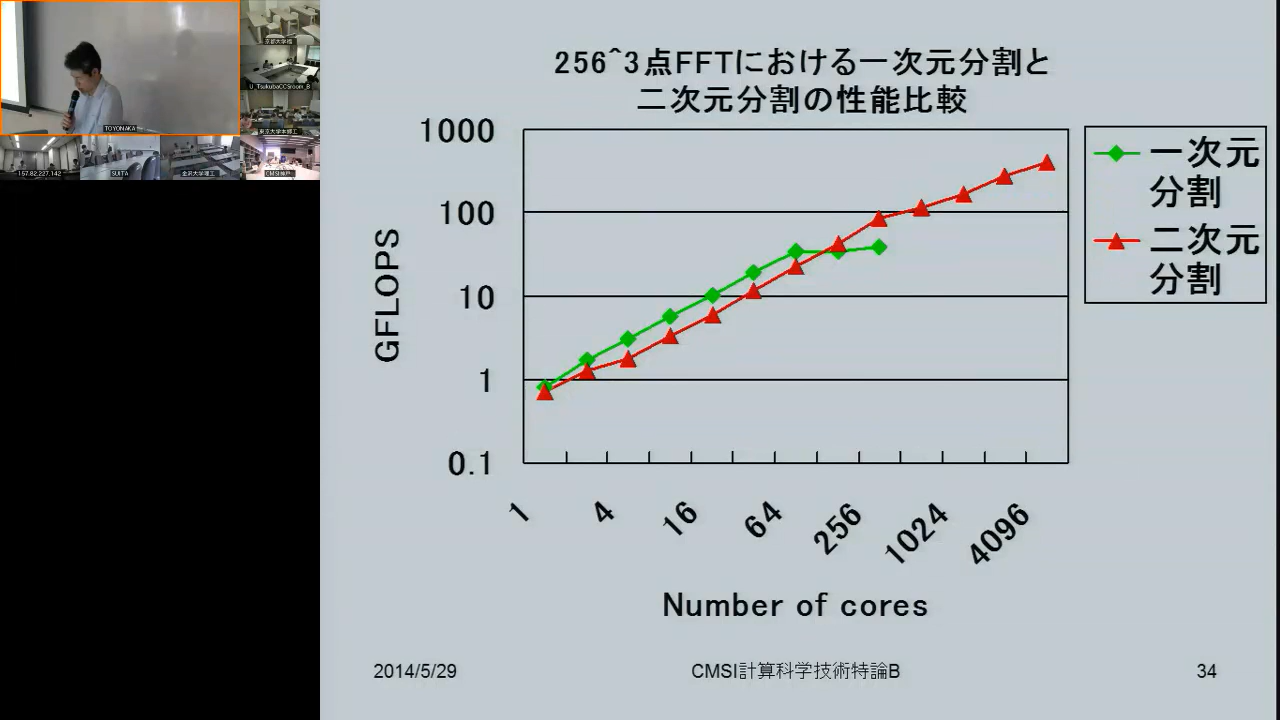 256^3点FFTにおける一次元分割と
二次元分割の性能比較
1000
100
10
1
0.1
GFLOPS
1
4
16
64
256
1024
4096
Number of cores
一次元
分割
二次元
分割
2014/5/29
CMSI計算科学技術特論B
34
TOYONAKA
京都大学様
U_TsukubaCCSroom_B
東京大学本郷工
157.82.227.142
SUITA
金沢大学理工
CMSI神戸